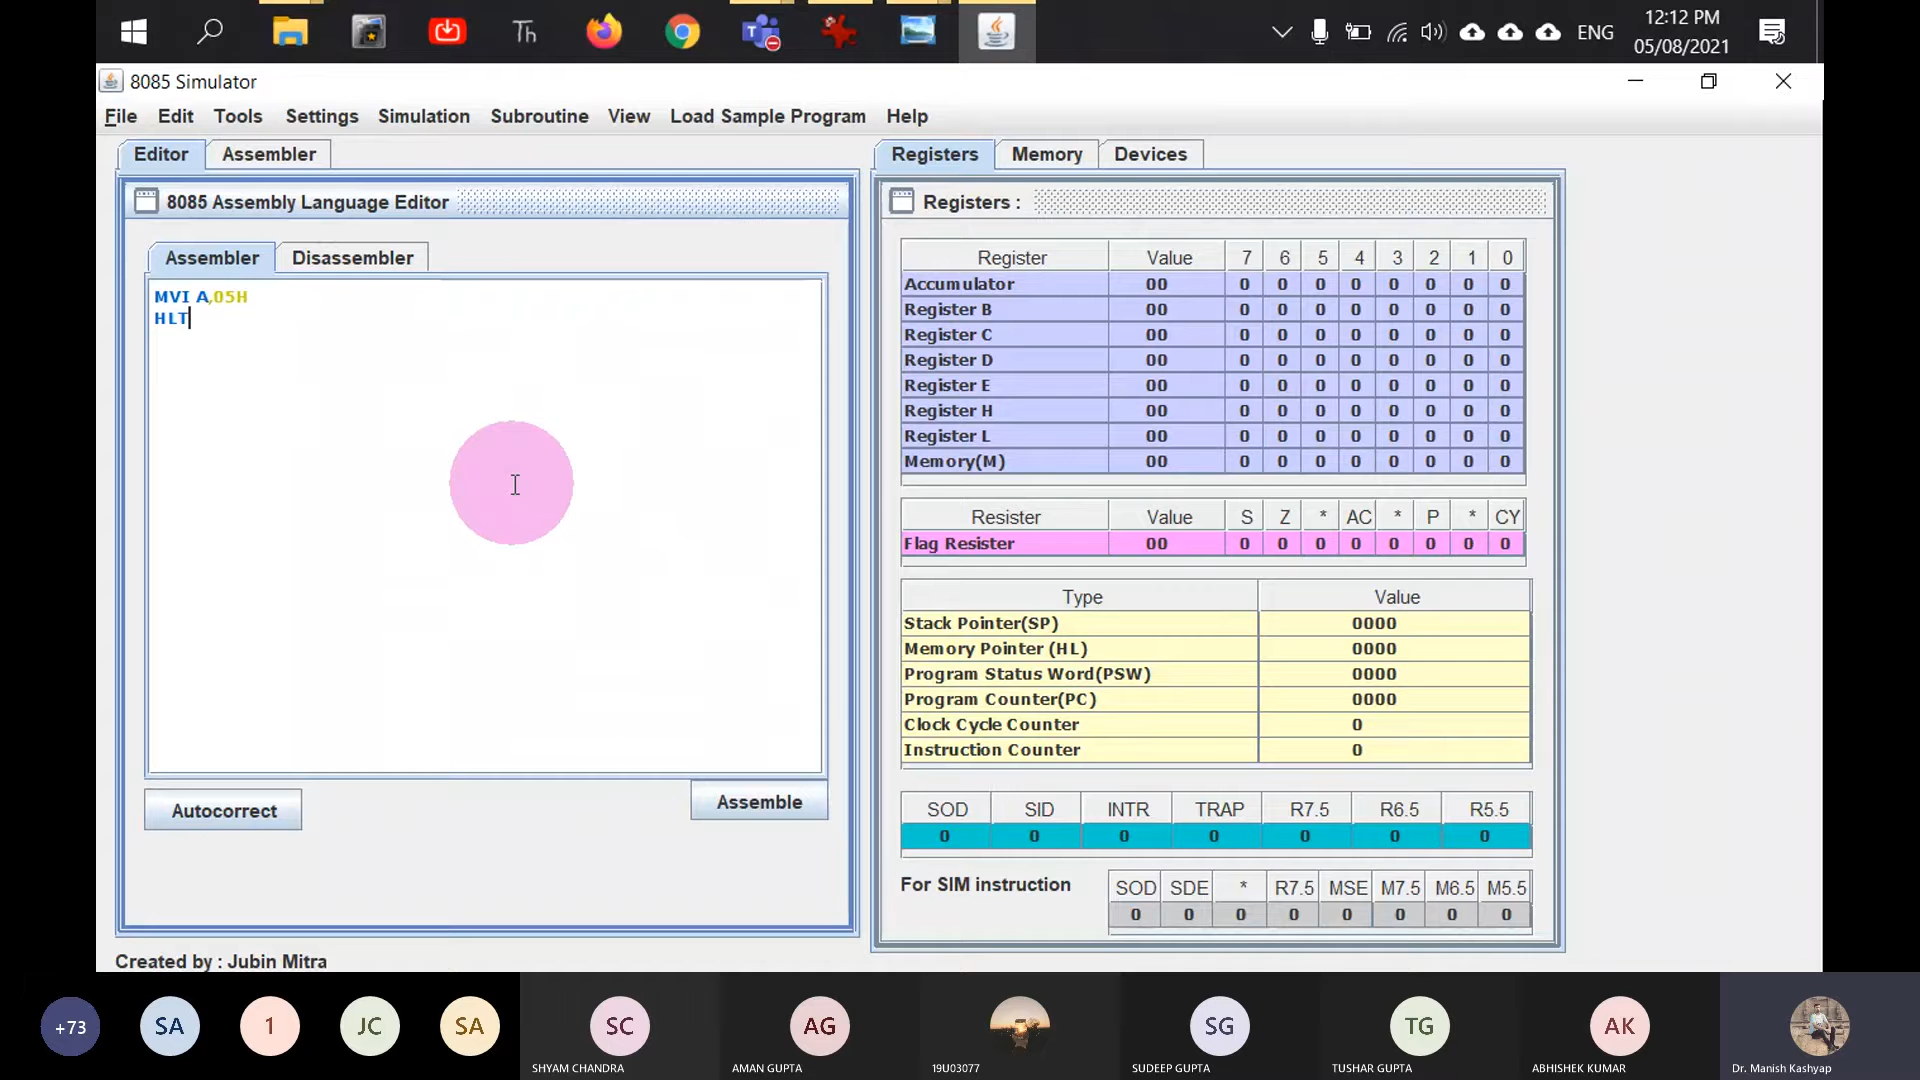 Th
ENG
12:12 PM
05/08/2021
8085 Simulator
File Edit Tools Settings Simulation Subroutine View Load Sample Program Help
Editor Assembler
8085 Assembly Language Editor
Assembler Disassembler
MVI A,05H
HLT
Autocorrect
Assemble
Created by : Jubin Mitra
Registers Memory Devices
Registers :
Register Value 7 6 5 4 3 2 1 0
Accumulator 00 0 0 0 0 0 0 0 0
Register B 00 0 0 0 0 0 0 0 0
Register C 00 0 0 0 0 0 0 0 0
Register D 00 0 0 0 0 0 0 0 0
Register E 00 0 0 0 0 0 0 0 0
Register H 00 0 0 0 0 0 0 0 0
Register L 00 0 0 0 0 0 0 0 0
Memory(M) 00 0 0 0 0 0 0 0 0
Resister Value S Z * AC * P * CY
Flag Resister 00 0 0 0 0 0 0 0 0
Type Value
Stack Pointer(SP) 0000
Memory Pointer (HL) 0000
Program Status Word(PSW) 0000
Program Counter(PC) 0000
Clock Cycle Counter 0
Instruction Counter 0
SOD SID INTR TRAP R7.5 R6.5 R5.5
0 0 0 0 0 0 0
For SIM instruction
SOD SDE * R7.5 MSE M7.5 M6.5 M5.5
0 0 0 0 0 0 0 0
+73 SA 1 JC SA SC AG SG TG AK
SHYAM CHANDRA AMAN GUPTA 19U03077 SUDEEP GUPTA TUSHAR GUPTA ABHISHEK KUMAR Dr. Manish Kashyap